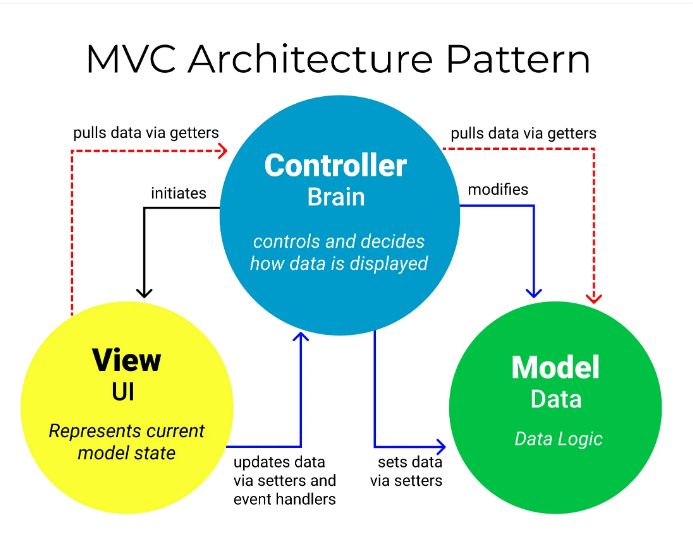 MVC Architecture Pattern
pulls data via getters
pulls data via getters
Controller
Brain
initiates
modifies
controls and decides
how data is displayed
View
UI
Represents current
model state
Model
Data
Data Logic
updates data
via setters and
event handlers
sets data
via setters